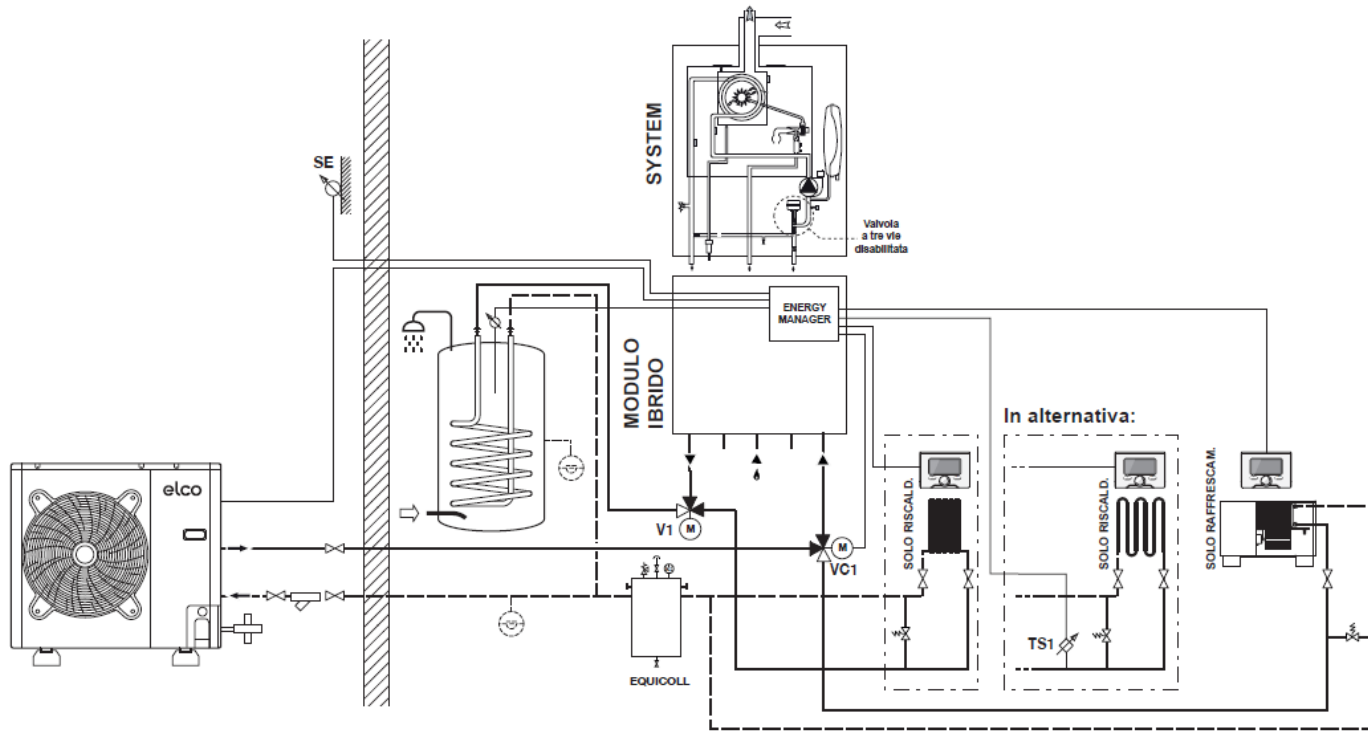 SYSTEM
SE
Valvola
a tre vie
disabilitata
ENERGY
MANAGER
MODULO
IBRIDO
In alternativa:
elco
SOLO RISCALD.
SOLO RISCALD.
SOLO RAFFRESCAM.
M
V1
M
VC1
TS1
EQUICOLL